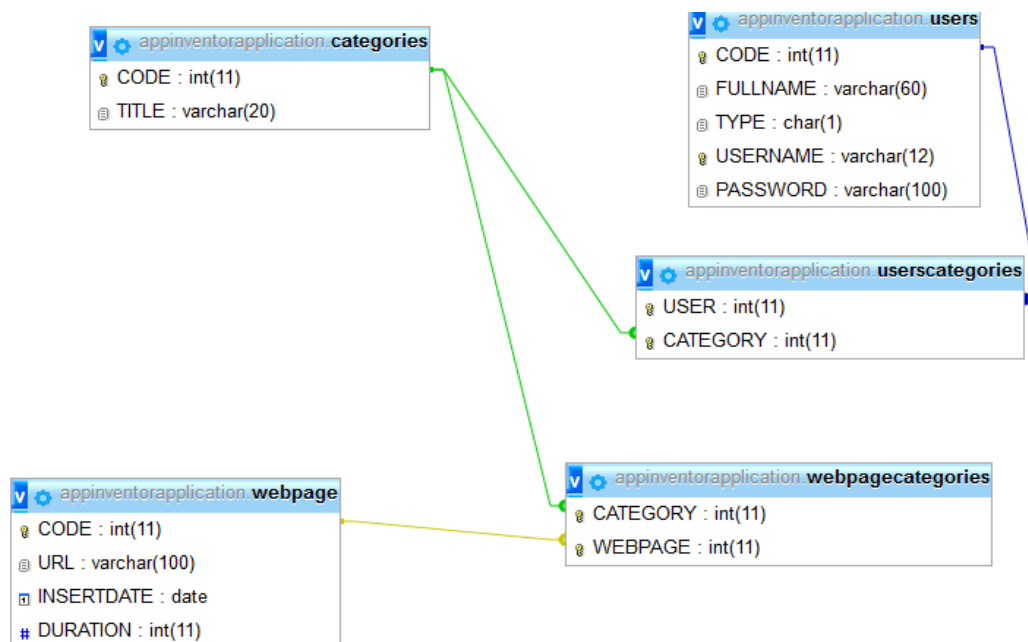 appinventorapplication.categories
CODE : int(11)
TITLE : varchar(20)
appinventorapplication.users
CODE : int(11)
FULLNAME : varchar(60)
TYPE : char(1)
USERNAME : varchar(12)
PASSWORD : varchar(100)
appinventorapplication.userscategories
USER : int(11)
CATEGORY : int(11)
appinventorapplication.webpagecategories
CATEGORY : int(11)
WEBPAGE : int(11)
appinventorapplication.webpage
CODE : int(11)
URL : varchar(100)
INSERTDATE : date
# DURATION : int(11)